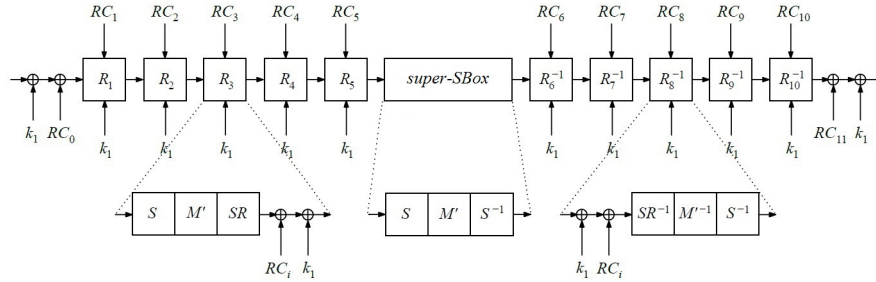 RC₁ RC₂ RC₃ RC₄ RC₅ RC₆ RC₇ RC₈ RC₉ RC₁₀
R₁ R₂ R₃ R₄ R₅ super-SBox R₆⁻¹ R₇⁻¹ R₈⁻¹ R₉⁻¹ R₁₀⁻¹
k₁ RC₀ k₁ k₁ k₁ k₁ k₁ k₁ k₁ k₁ k₁ k₁ RC₁₁ k₁
S M' SR S M' S⁻¹ SR⁻¹ M'⁻¹ S⁻¹
RCᵢ k₁ k₁ RCᵢ